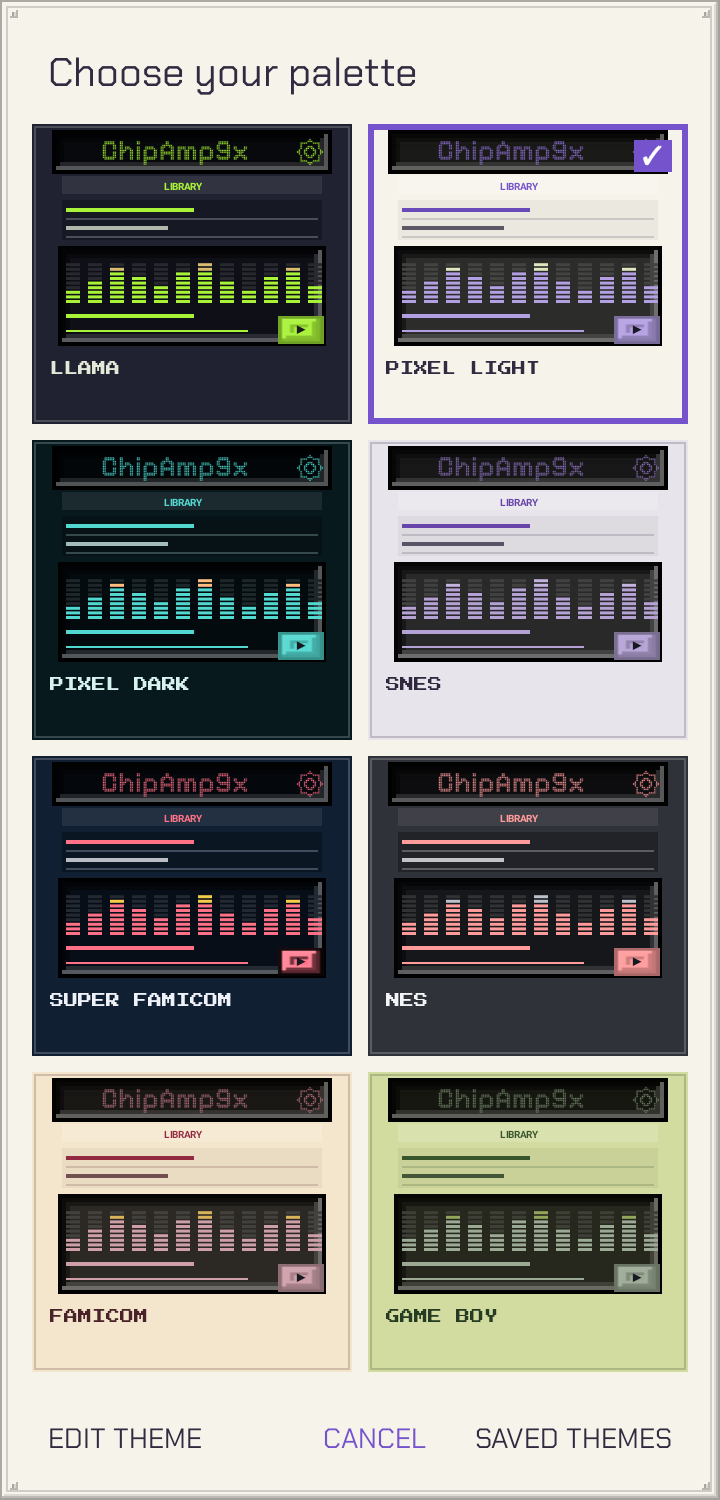 Choose your palette
ChipAmp9x
LIBRARY
LLAMA
ChipAmp9x
LIBRARY
PIXEL LIGHT
ChipAmp9x
LIBRARY
PIXEL DARK
ChipAmp9x
LIBRARY
SNES
ChipAmp9x
LIBRARY
SUPER FAMICOM
ChipAmp9x
LIBRARY
NES
ChipAmp9x
LIBRARY
FAMICOM
ChipAmp9x
LIBRARY
GAME BOY
EDIT THEME
CANCEL
SAVED THEMES